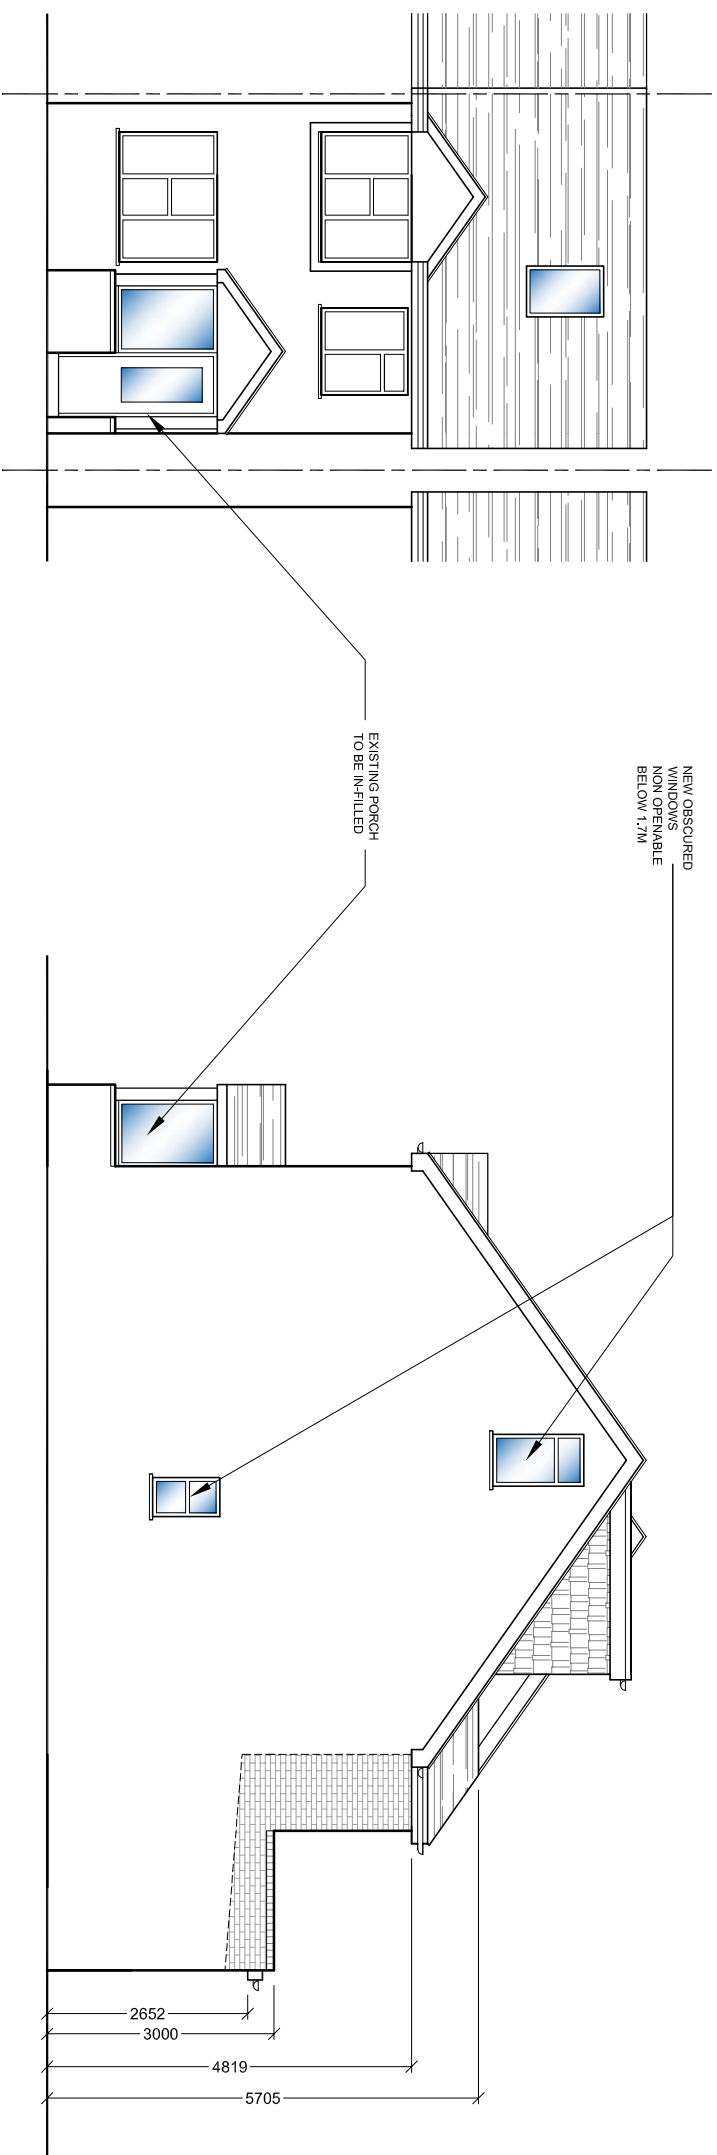 NEW OBSCURED
WINDOWS
NON OPENABLE
BELOW 1.7M
EXISTING PORCH
TO BE IN-FILLED
2652
3000
4819
5705